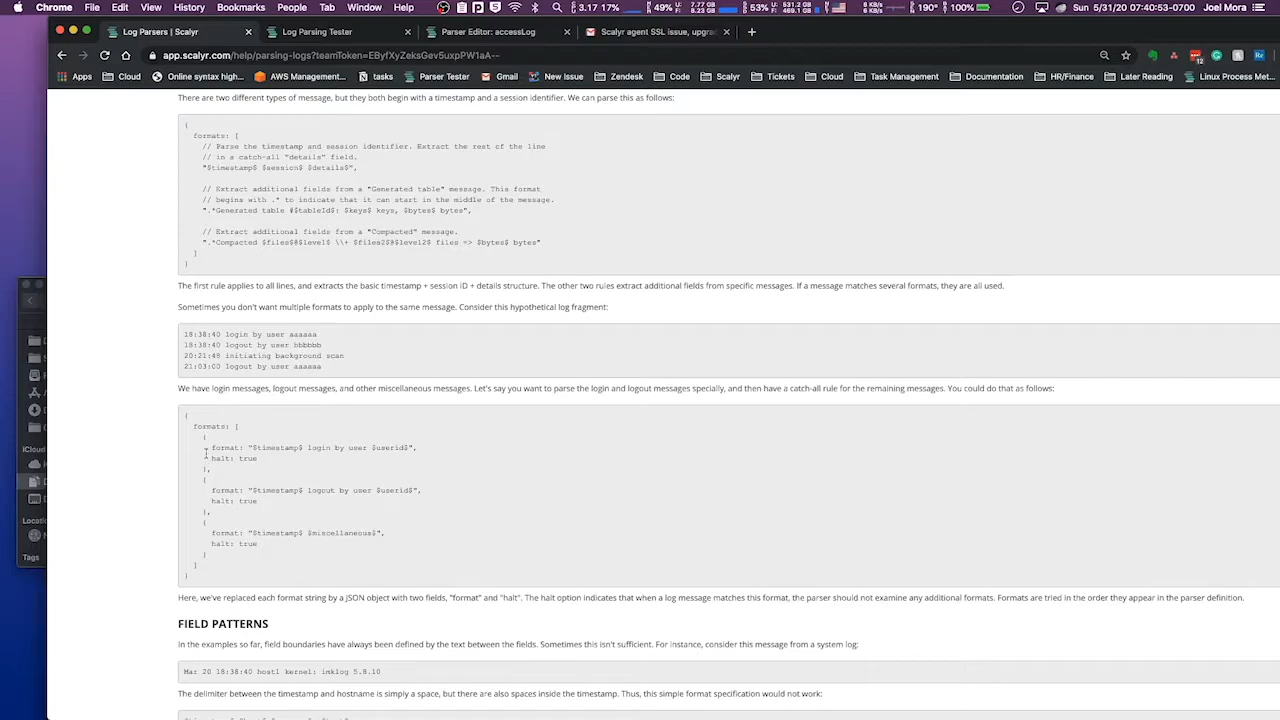 Chrome File Edit View History Bookmarks People Tab Window Help
Sun 9/13/20 7:40:55 0700
Joel Mora
Log Parsers | Scalyr
Log Parsing Tester
Parser Editor: accessLog
Scalyr agent SSL issue, upgra
app.scalyr.com/help/parsing-logs?teamToken=EByfXyZeksGev5uxpPW1aA--
Apps Cloud Online syntax high... AWS Management... tasks Parser Tester Gmail New Issue Zendesk Code Scalyr Tickets Cloud Task Management Documentation HR/Finance Later Reading Linux Process Met...
There are two different types of message, but they both begin with a timestamp and a session identifier. We can parse this as follows:
{
formats: [
// Parse the timestamp and session identifier. Extract the rest of the line
// in a catch-all "details" field.
"$timestamp$ $session$ $details$",
// Extract additional fields from a "Generated table" message. This format
// begins with .* to indicate that it can start in the middle of the message.
".*Generated table #$tableId$: $keys$ keys, $bytes$ bytes",
// Extract additional fields from a "Compacted" message.
".*Compacted $files$@$level$ \\+ $files2$@$level2$ files => $bytes$ bytes"
]
}
The first rule applies to all lines, and extracts the basic timestamp + session iD + details structure. The other two rules extract additional fields from specific messages. If a message matches several formats, they are all used.
Sometimes you don't want multiple formats to apply to the same message. Consider this hypothetical log fragment:
18:38:40 login by user aaaaaa
18:38:40 logout by user bbbbbb
20:21:48 initiating background scan
21:03:00 logout by user aaaaaa
We have login messages, logout messages, and other miscellaneous messages. Let's say you want to parse the login and logout messages specially, and then have a catch-all rule for the remaining messages. You could do that as follows:
{
formats: [
{
format: "$timestamp$ login by user $userid$",
halt: true
},
{
format: "$timestamp$ logout by user $userid$",
halt: true
},
{
format: "$timestamp$ $miscellaneous$",
halt: true
}
]
}
Here, we've replaced each format string by a JSON object with two fields, "format" and "halt". The halt option indicates that when a log message matches this format, the parser should not examine any additional formats. Formats are tried in the order they appear in the parser definition.
FIELD PATTERNS
In the examples so far, field boundaries have always been defined by the text between the fields. Sometimes this isn't sufficient. For instance, consider this message from a system log:
Mar 20 18:38:40 host1 kernel: imklog 5.8.10
The delimiter between the timestamp and hostname is simply a space, but there are also spaces inside the timestamp. Thus, this simple format specification would not work:
iCloud
Tags